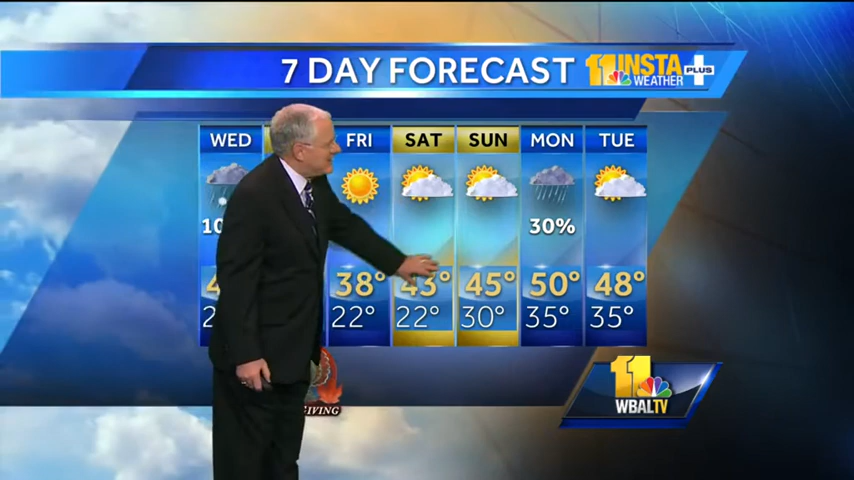 7 DAY FORECAST 11 INSTA WEATHER PLUS
WED FRI SAT SUN MON TUE
30%
38° 43° 45° 50° 48°
22° 22° 30° 35° 35°
11
WBALTV